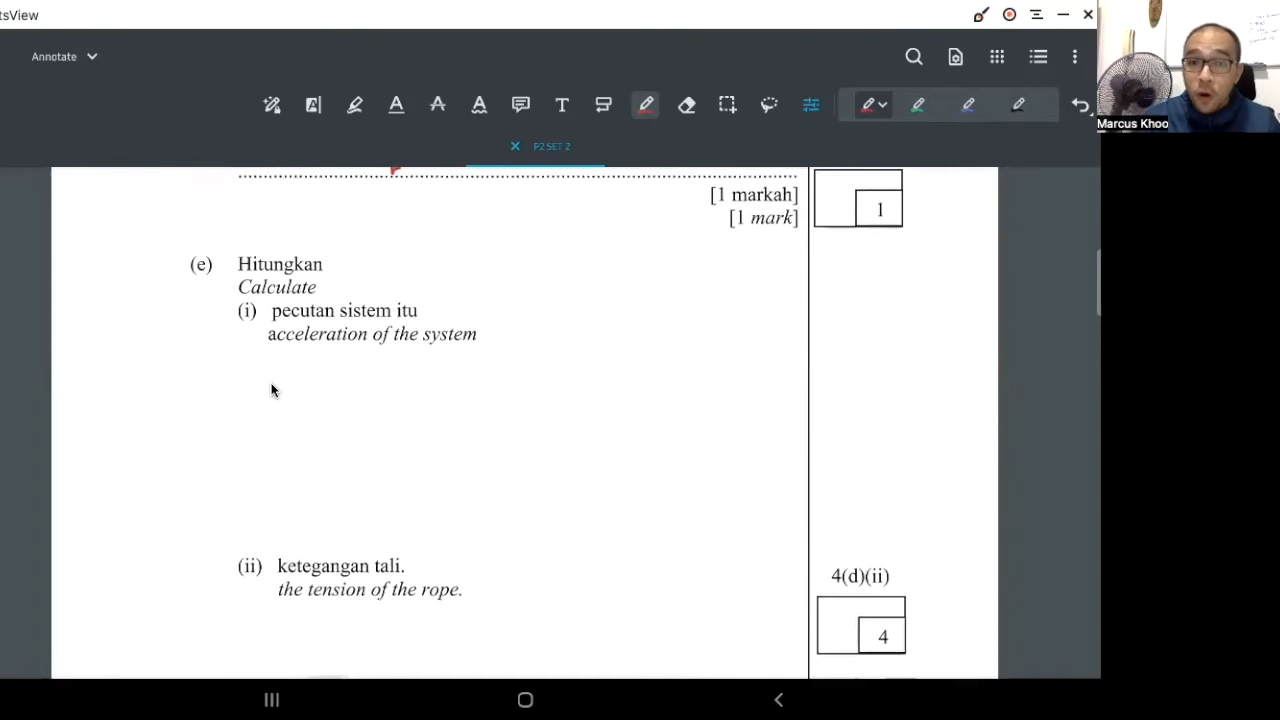 tsView
Annotate
Marcus Khoo
P2 SET 2
[1 markah]
[1 mark]
1
(e) Hitungkan
Calculate
(i) pecutan sistem itu
acceleration of the system
(ii) ketegangan tali.
the tension of the rope.
4(d)(ii)
4